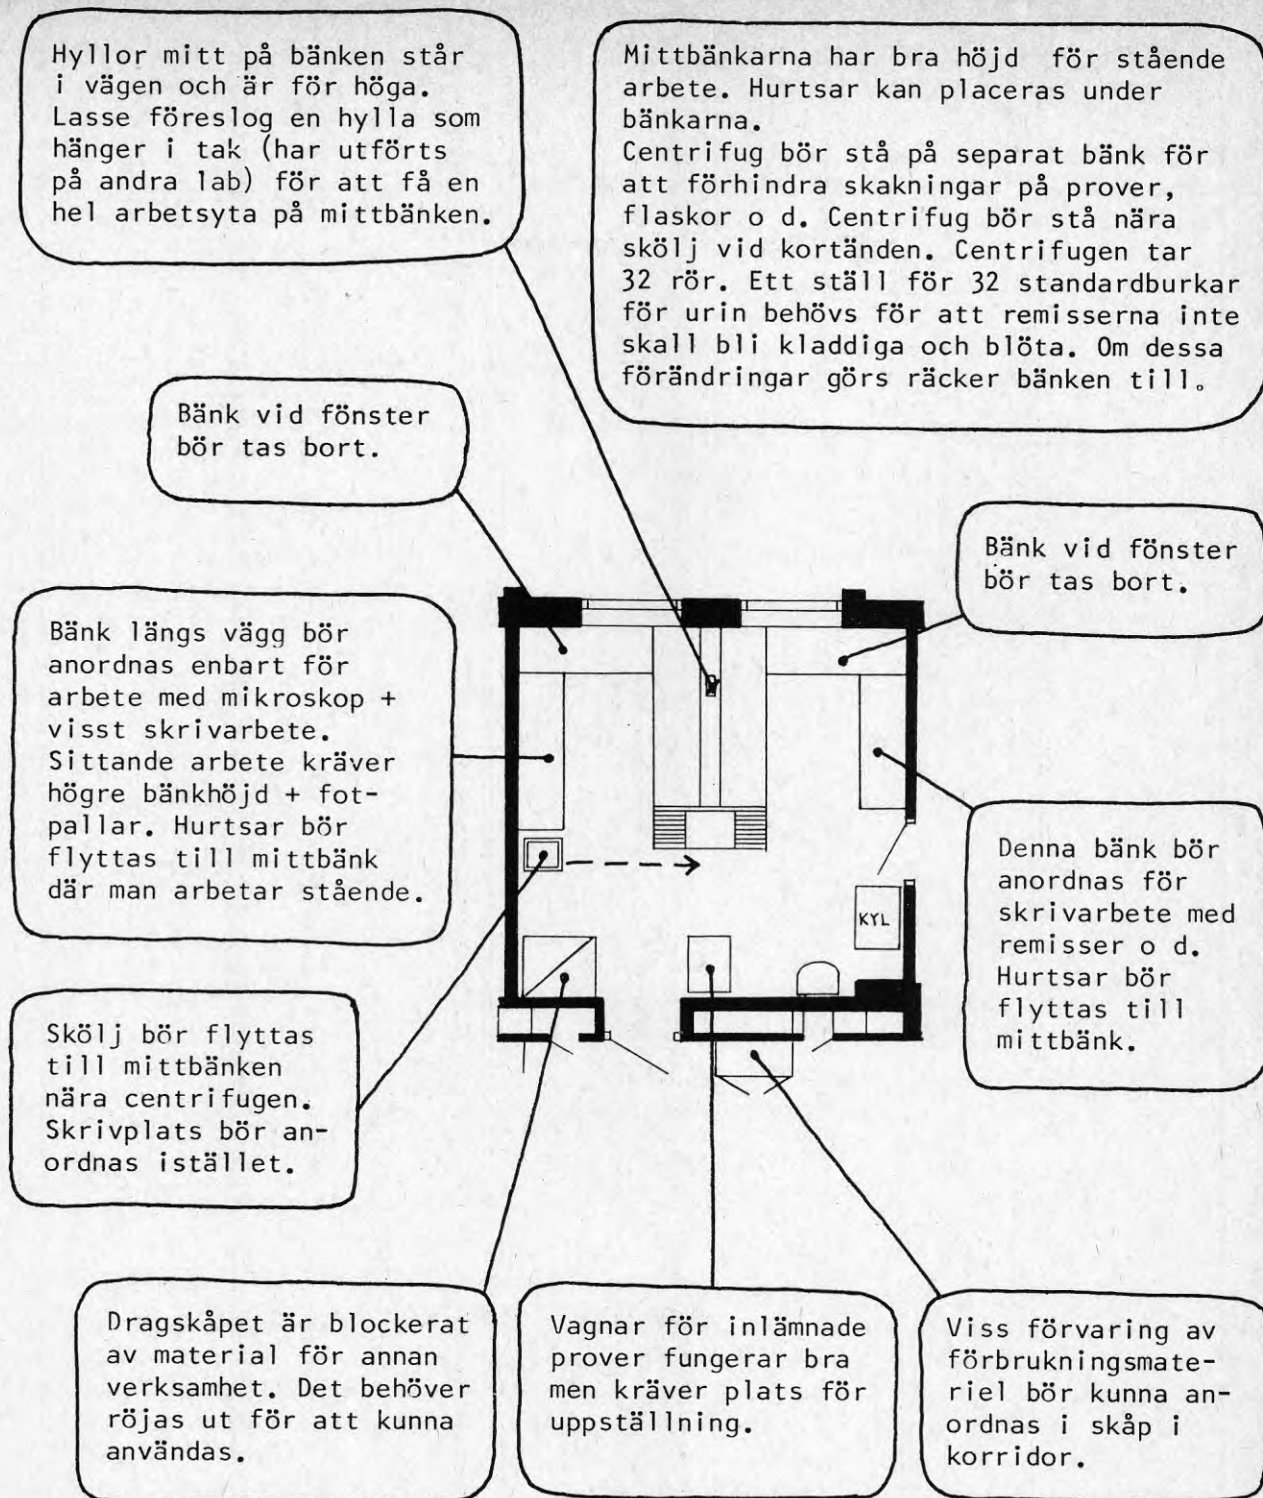 Hyllor mitt på bänken står
i vägen och är för höga.
Lasse föreslog en hylla som
hänger i tak (har utförts
på andra lab) för att få en
hel arbetsyta på mittbänken.
Mittbänkarna har bra höjd för stående
arbete. Hurtsar kan placeras under
bänkarna.
Centrifug bör stå på separat bänk för
att förhindra skakningar på prover,
flaskor o d. Centrifug bör stå nära
skölj vid kortänden. Centrifugen tar
32 rör. Ett ställ för 32 standardburkar
för urin behövs för att remisserna inte
skall bli kladdiga och blöta. Om dessa
förändringar görs räcker bänken till.
Bänk vid fönster
bör tas bort.
Bänk vid fönster
bör tas bort.
Bänk längs vägg bör
anordnas enbart för
arbete med mikroskop +
visst skrivarbete.
Sittande arbete kräver
högre bänkhöjd + fot-
pallar. Hurtsar bör
flyttas till mittbänk
där man arbetar stående.
KYL
Denna bänk bör
anordnas för
skrivarbete med
remisser o d.
Hurtsar bör
flyttas till
mittbänk.
Skölj bör flyttas
till mittbänken
nära centrifugen.
Skrivplats bör an-
ordnas istället.
Dragskåpet är blockerat
av material för annan
verksamhet. Det behöver
röjas ut för att kunna
användas.
Vagnar för inlämnade
prover fungerar bra
men kräver plats för
uppställning.
Viss förvaring av
förbrukningsmate-
riel bör kunna an-
ordnas i skåp i
korridor.